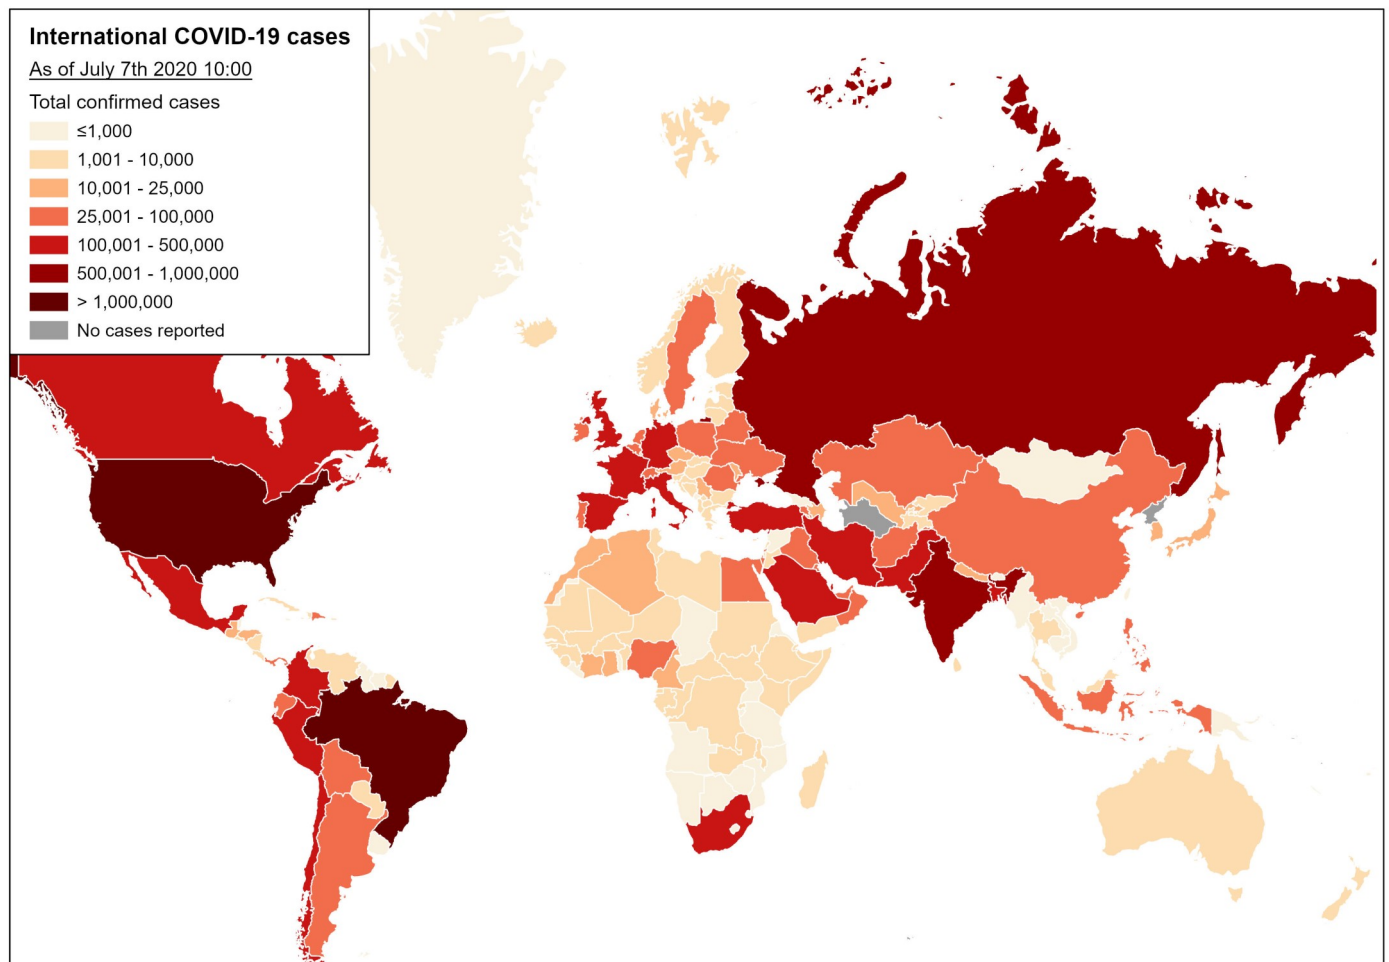 International COVID-19 cases
As of July 7th 2020 10:00
Total confirmed cases
≤1,000
1,001 - 10,000
10,001 - 25,000
25,001 - 100,000
100,001 - 500,000
500,001 - 1,000,000
> 1,000,000
No cases reported